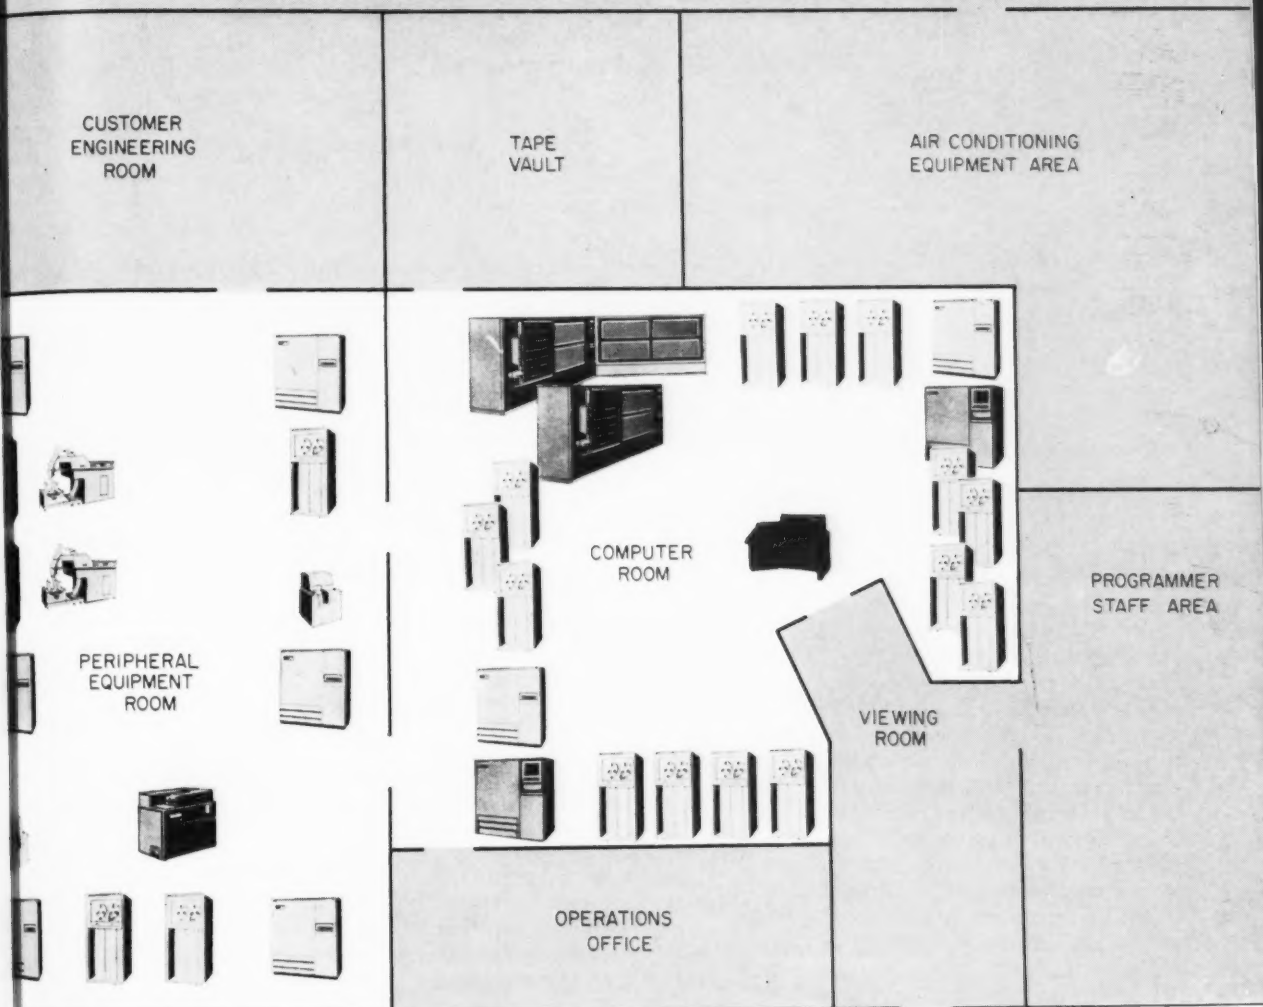 CUSTOMER
ENGINEERING
ROOM
TAPE
VAULT
AIR CONDITIONING
EQUIPMENT AREA
COMPUTER
ROOM
PROGRAMMER
STAFF AREA
PERIPHERAL
EQUIPMENT
ROOM
VIEWING
ROOM
OPERATIONS
OFFICE